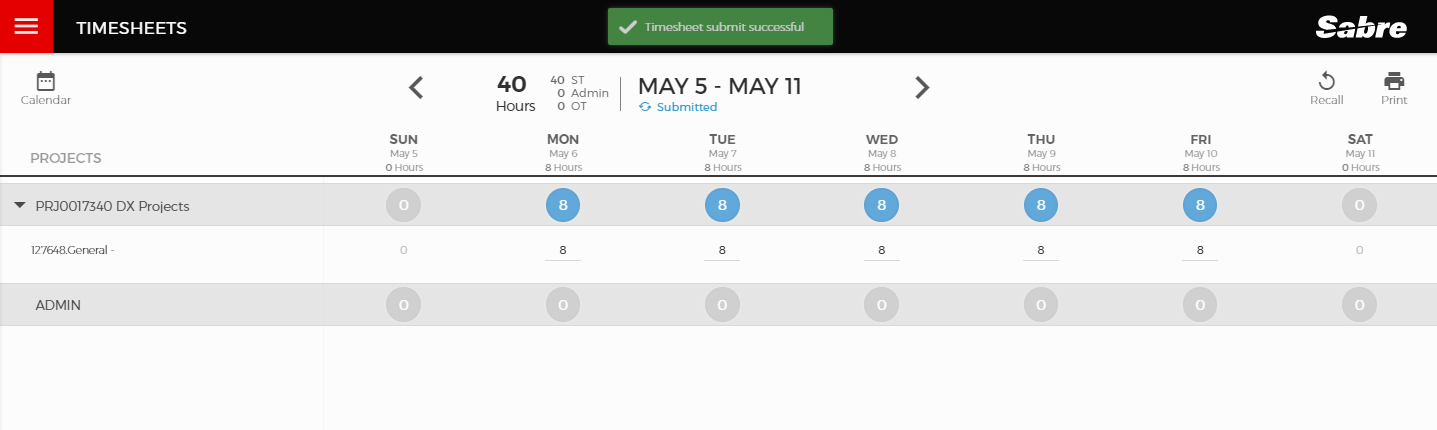 TIMESHEETS
Timesheet submit successful
Sabre
Calendar
40
Hours
40 ST
0 Admin
0 OT
MAY 5 - MAY 11
Submitted
Recall
Print
PROJECTS
SUN MON TUE WED THU FRI SAT
May 5 May 6 May 7 May 8 May 9 May 10 May 11
0 Hours 8 Hours 8 Hours 8 Hours 8 Hours 8 Hours 0 Hours
PRJ0017340 DX Projects 0 8 8 8 8 8 0
127648.General - 0 8 8 8 8 8 0
ADMIN 0 0 0 0 0 0 0